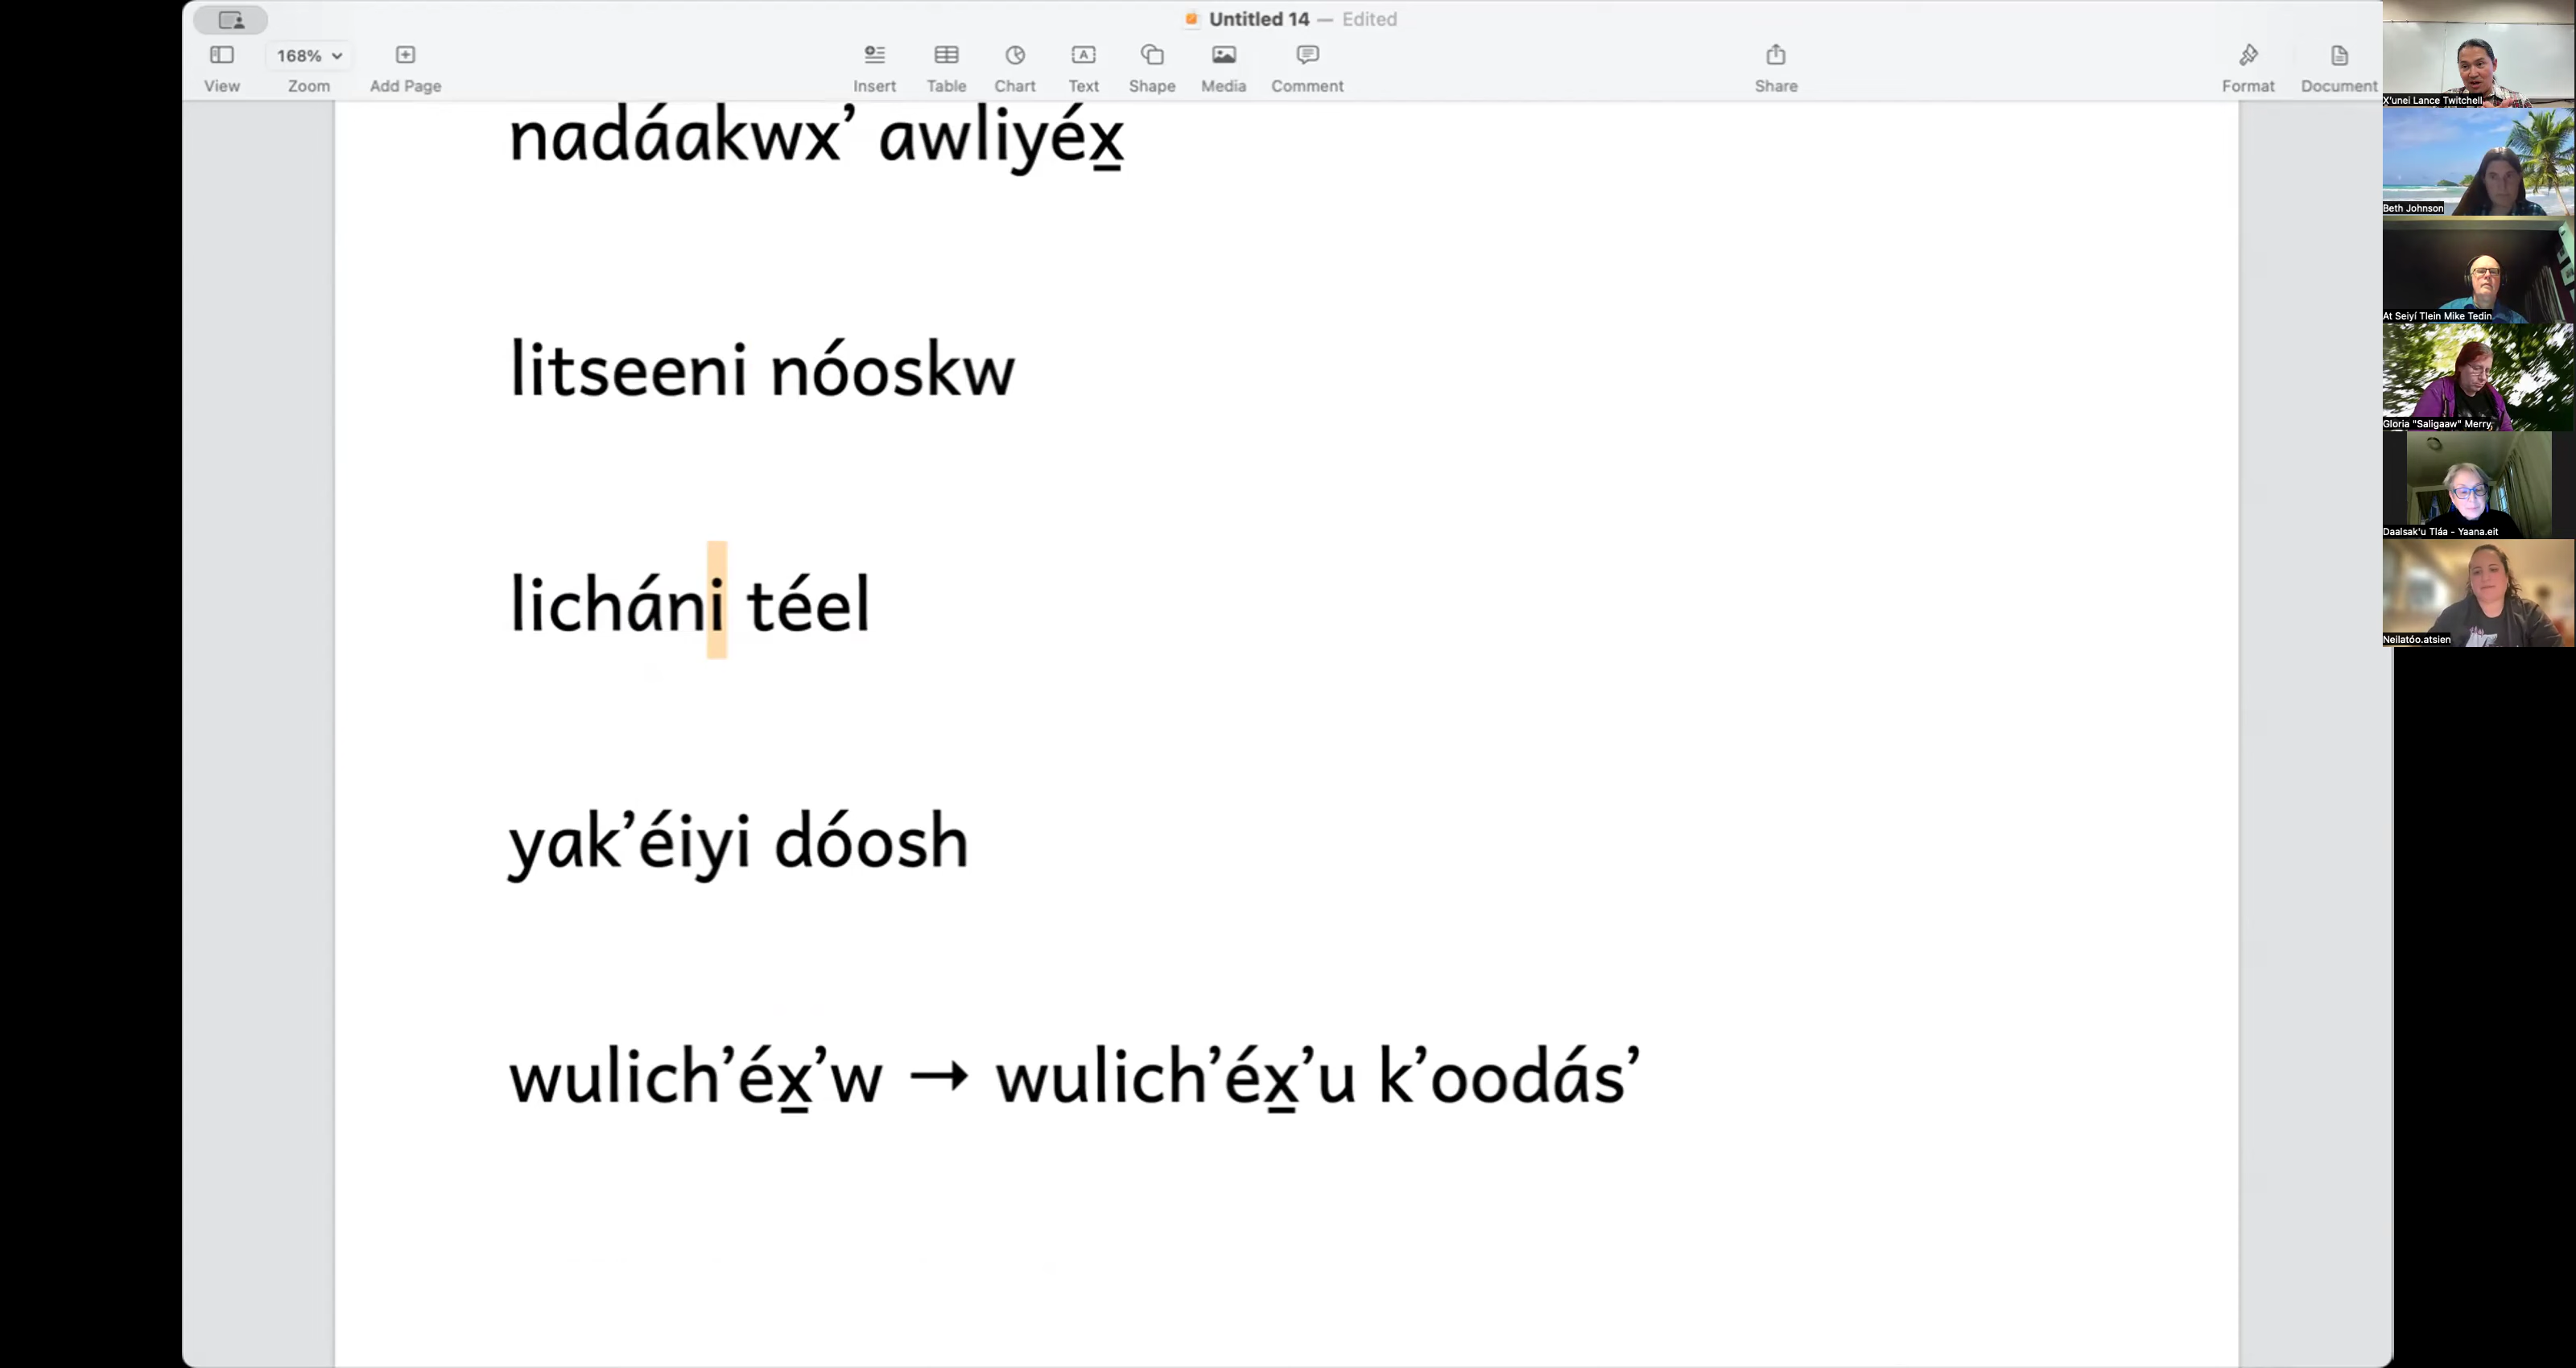 Untitled 14 — Edited
View 168% Zoom Add Page Insert Table Chart Text Shape Media Comment Share Format Document
nadáakwx’ awliyéx̲
litseeni nóoskw
licháni téel
yak’éiyi dóosh
wulich’éx̲’w → wulich’éx̲’u k’oodás’
X'unei Lance Twitchell
Beth Johnson
At Seiyí Tlein Mike Tedin
Gloria "Saligaaw" Merry
Daalsak'u Tláa - Yaana.eit
Neilatóo.atsien